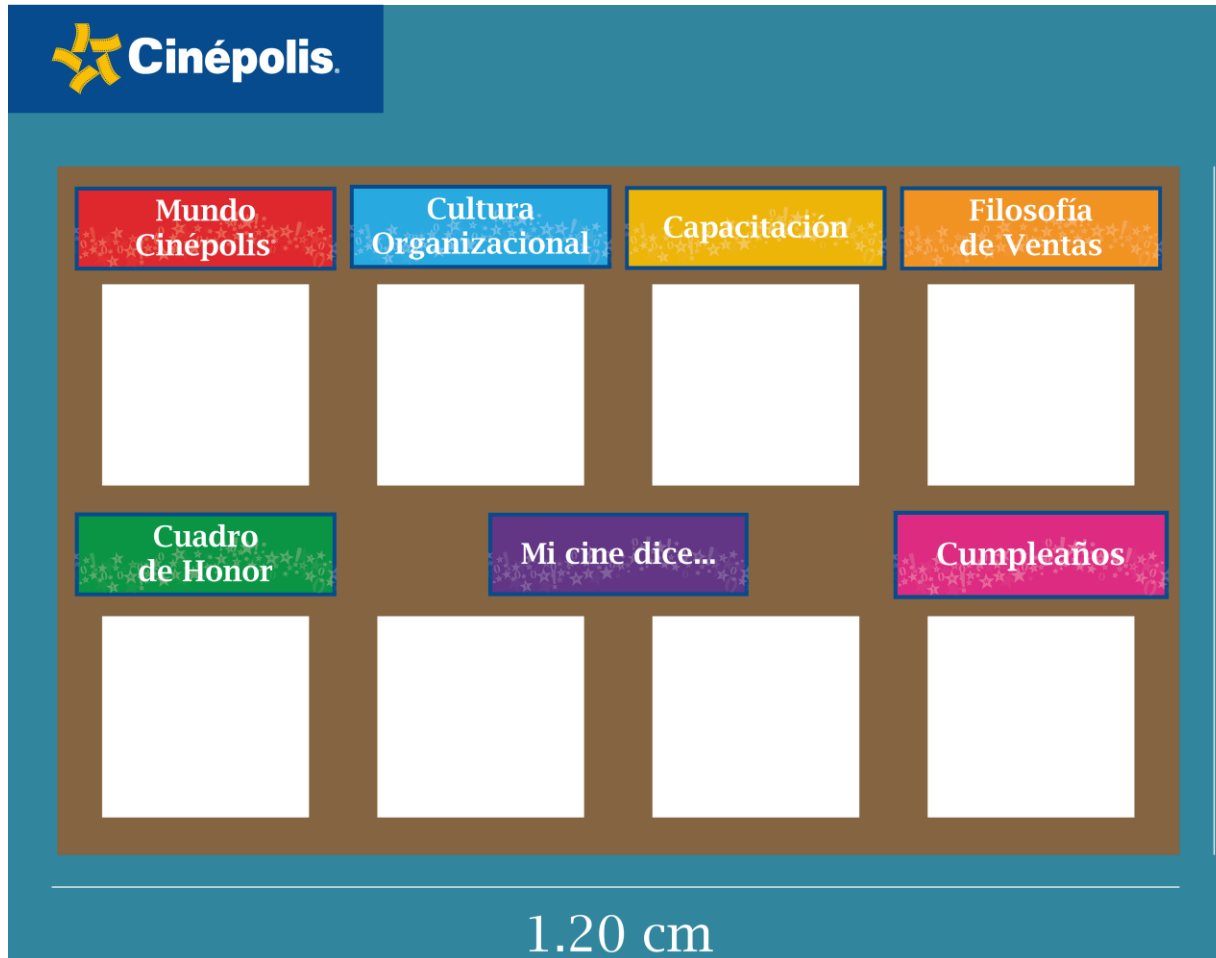 Cinépolis.
Mundo
Cinépolis
Cultura
Organizacional
Capacitación
Filosofía
de Ventas
Cuadro
de Honor
Mi cine dice...
Cumpleaños
1.20 cm